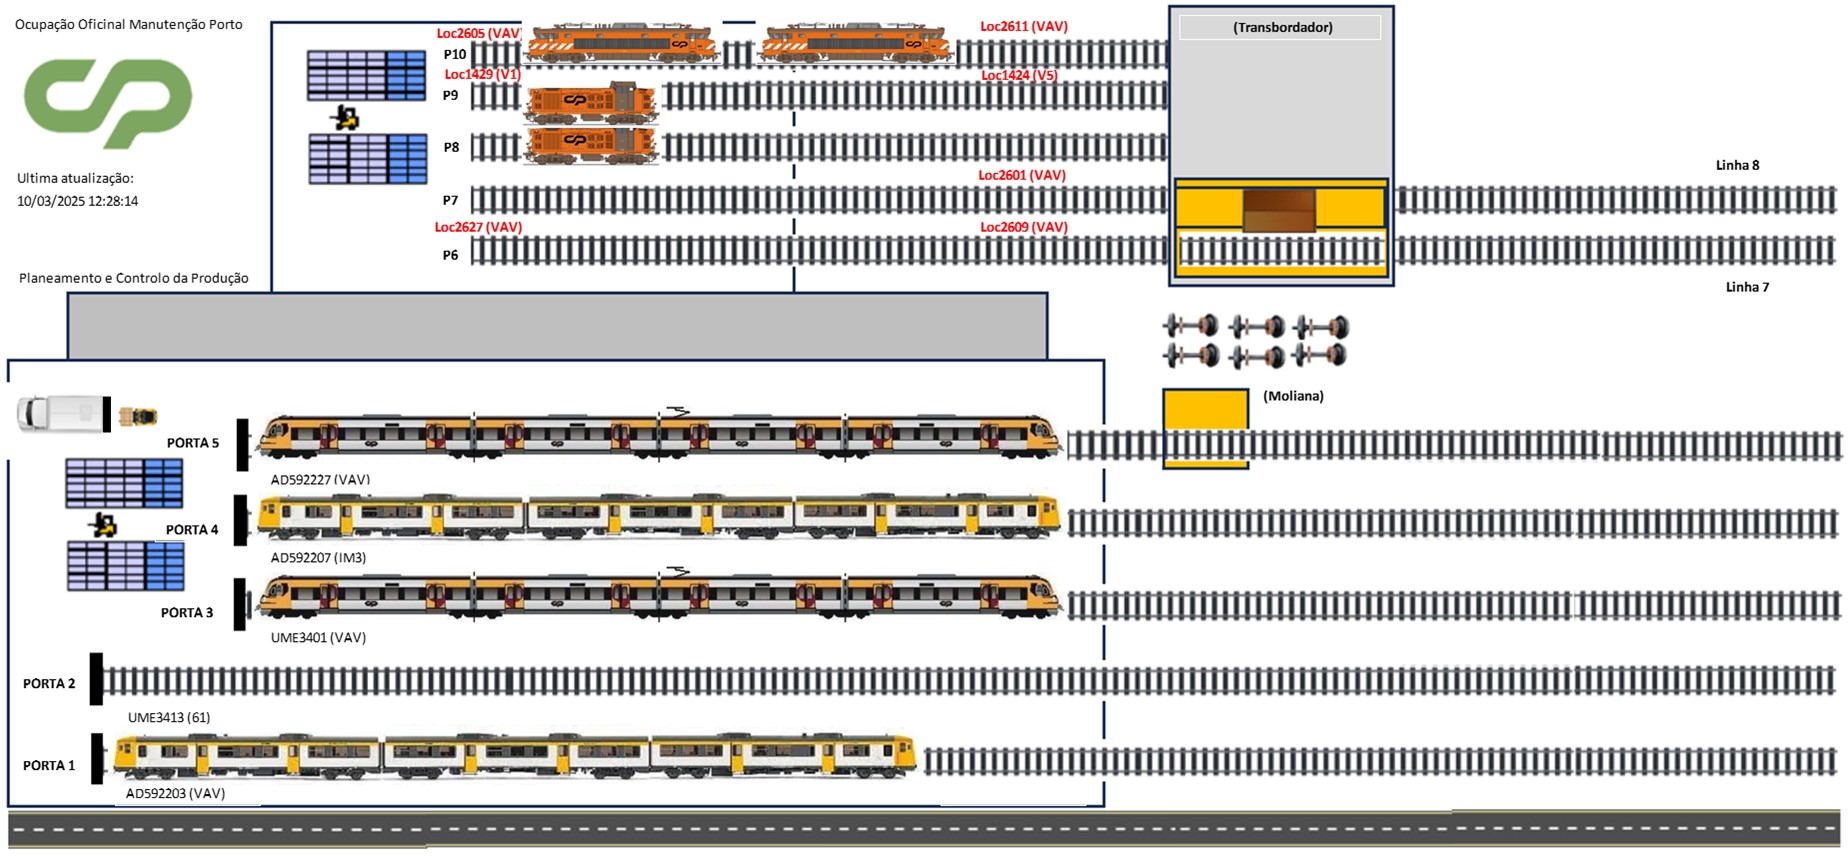 Ocupação Oficinal Manutenção Porto
Ultima atualização:
10/03/2025 12:28:14
Planeamento e Controlo da Produção
Loc2605 (VAV)
Loc2611 (VAV)
P10
Loc1429 (V1)
Loc1424 (V5)
P9
P8
Loc2601 (VAV)
P7
Loc2627 (VAV)
Loc2609 (VAV)
P6
(Transbordador)
Linha 8
Linha 7
(Moliana)
PORTA 5
AD592227 (VAV)
PORTA 4
AD592207 (IM3)
PORTA 3
UME3401 (VAV)
PORTA 2
UME3413 (61)
PORTA 1
AD592203 (VAV)